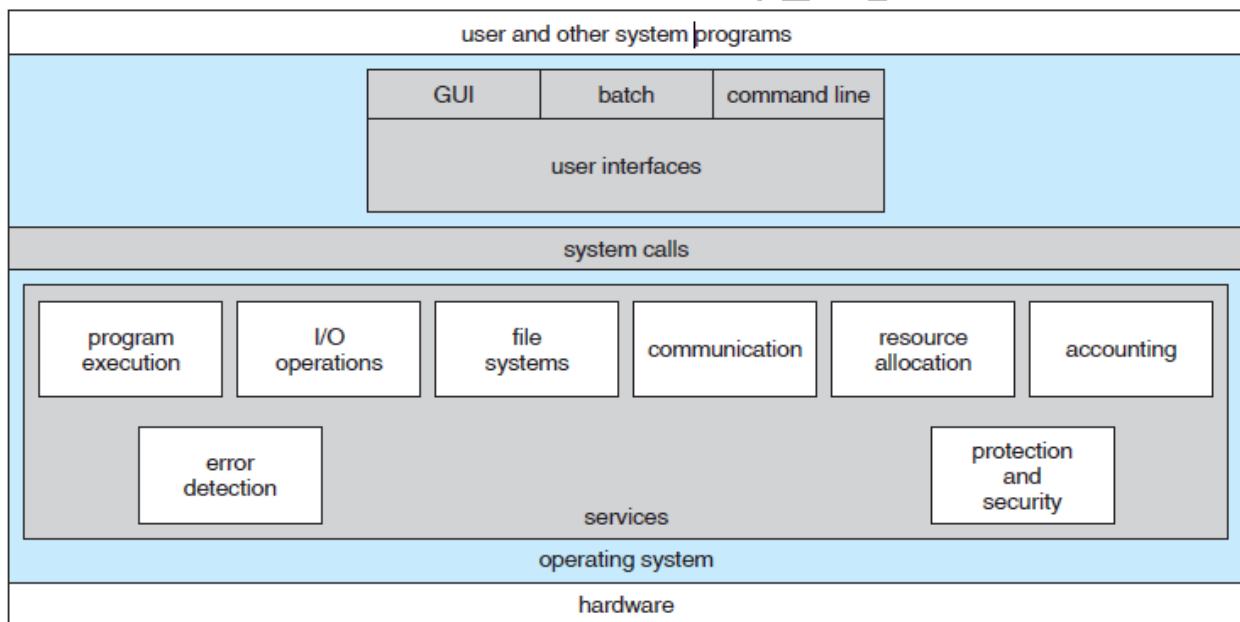 user and other system programs
GUI
batch
command line
user interfaces
system calls
program
execution
I/O
operations
file
systems
communication
resource
allocation
accounting
error
detection
protection
and
security
services
operating system
hardware